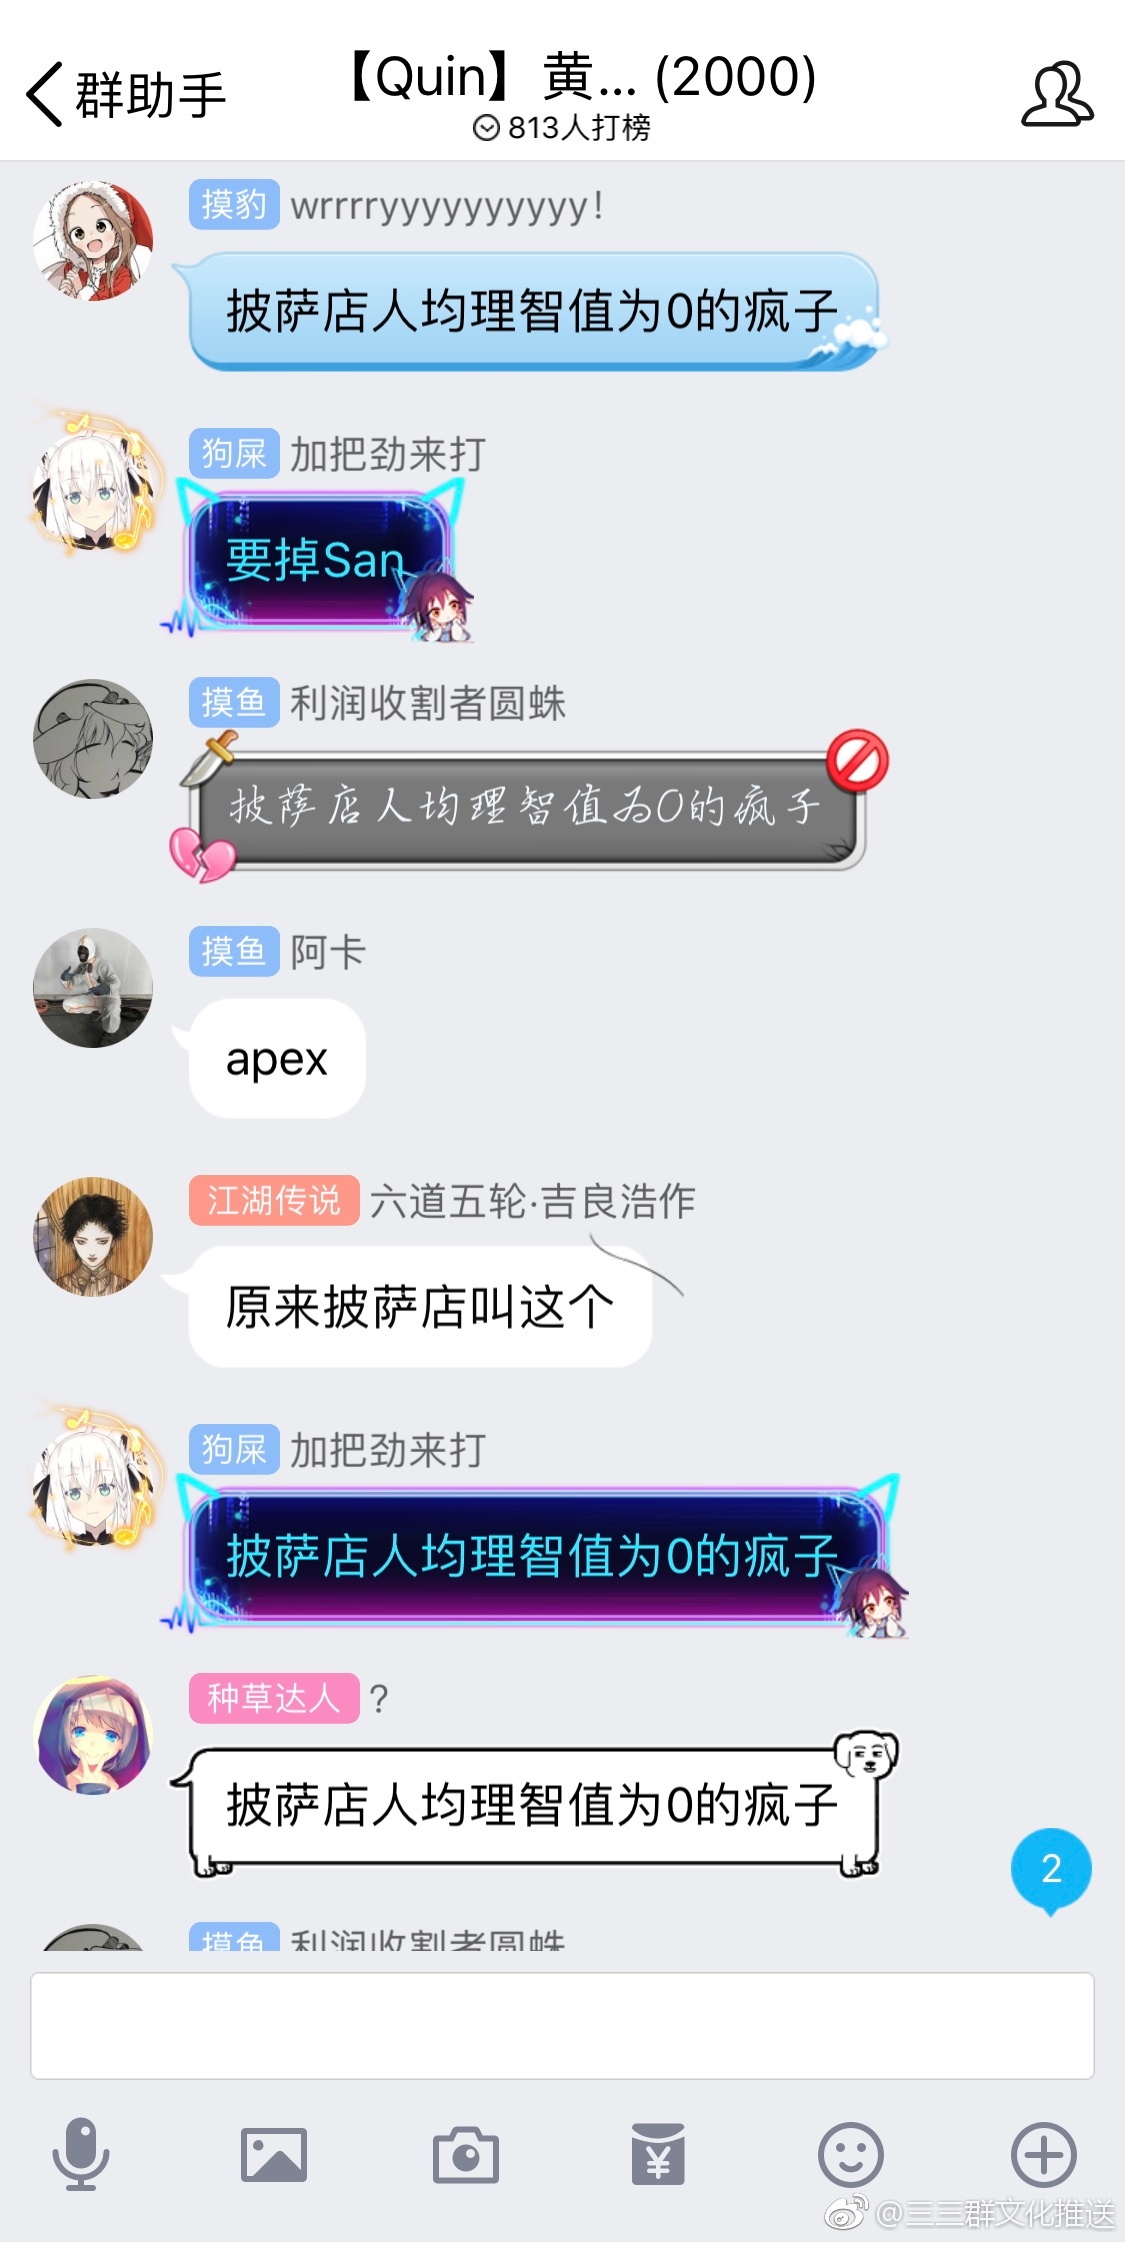 群助手
【Quin】黄... (2000)
813人打榜
摸豹 wrrrryyyyyyyyyy!
披萨店人均理智值为0的疯子
狗屎 加把劲来打
要掉San
摸鱼 利润收割者圆蛛
披萨店人均理智值为0的疯子
摸鱼 阿卡
apex
江湖传说 六道五轮·吉良浩作
原来披萨店叫这个
狗屎 加把劲来打
披萨店人均理智值为0的疯子
种草达人 ?
披萨店人均理智值为0的疯子
2
摸鱼 利润收割者圆蛛
¥
@三三群文化推送